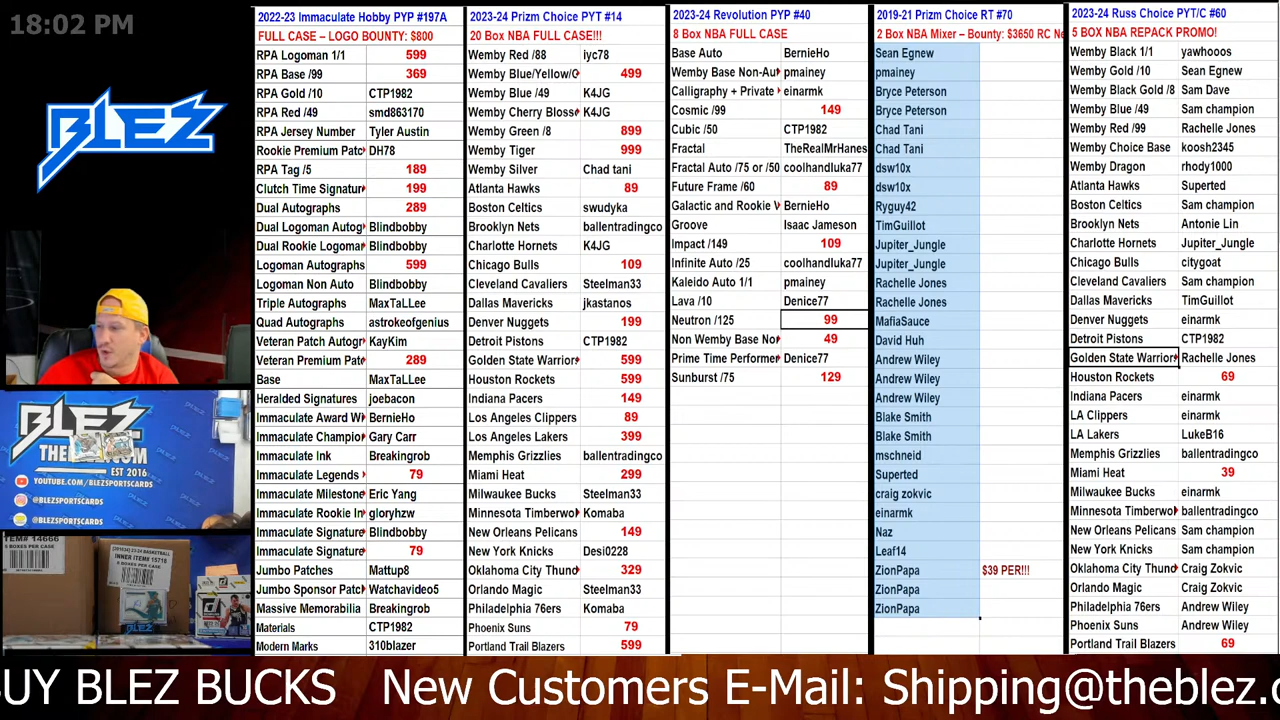 18:02 PM
BLEZ
BLEZ
THE
EST 2016
YOUTUBE.COM/BLEZSPORTSCARDS
@BLEZSPORTSCARDS
@BLEZSPORTSCARDS
ITEM# 14666
INNER ITEM# 15718
2022-23 Immaculate Hobby PYP #197A
FULL CASE – LOGO BOUNTY: $800
RPA Logoman 1/1 599
RPA Base /99 369
RPA Gold /10 CTP1982
RPA Red /49 smd863170
RPA Jersey Number Tyler Austin
Rookie Premium Patc DH78
RPA Tag /5 189
Clutch Time Signatur 199
Dual Autographs 289
Dual Logoman Autog Blindbobby
Dual Rookie Logomar Blindbobby
Logoman Autographs 599
Logoman Non Auto Blindbobby
Triple Autographs MaxTaLLee
Quad Autographs astrokeofgenius
Veteran Patch Autogr KayKim
Veteran Premium Pat 289
Base MaxTaLLee
Heralded Signatures joebacon
Immaculate Award W BernieHo
Immaculate Champio Gary Carr
Immaculate Ink Breakingrob
Immaculate Legends 79
Immaculate Milestone Eric Yang
Immaculate Rookie In gloryhzw
Immaculate Signature Blindbobby
Immaculate Signature 79
Jumbo Patches Mattup8
Jumbo Sponsor Patc Watchavideo5
Massive Memorabilia Breakingrob
Materials CTP1982
Modern Marks 310blazer
2023-24 Prizm Choice PYT #14
20 Box NBA FULL CASE!!!
Wemby Red /88 iyc78
Wemby Blue/Yellow/G 499
Wemby Blue /49 K4JG
Wemby Cherry Blosso K4JG
Wemby Green /8 899
Wemby Tiger 999
Wemby Silver Chad tani
Atlanta Hawks 89
Boston Celtics swudyka
Brooklyn Nets ballentradingco
Charlotte Hornets K4JG
Chicago Bulls 109
Cleveland Cavaliers Steelman33
Dallas Mavericks jkastanos
Denver Nuggets 199
Detroit Pistons CTP1982
Golden State Warrior 599
Houston Rockets 599
Indiana Pacers 149
Los Angeles Clippers 89
Los Angeles Lakers 399
Memphis Grizzlies ballentradingco
Miami Heat 299
Milwaukee Bucks Steelman33
Minnesota Timberwo Komaba
New Orleans Pelicans 149
New York Knicks Desi0228
Oklahoma City Thund 329
Orlando Magic Steelman33
Philadelphia 76ers Komaba
Phoenix Suns 79
Portland Trail Blazers 599
2023-24 Revolution PYP #40
8 Box NBA FULL CASE
Base Auto BernieHo
Wemby Base Non-Au pmainey
Calligraphy + Private einarmk
Cosmic /99 149
Cubic /50 CTP1982
Fractal TheRealMrHanes
Fractal Auto /75 or /50 coolhandluka77
Future Frame /60 89
Galactic and Rookie V BernieHo
Groove Isaac Jameson
Impact /149 109
Infinite Auto /25 coolhandluka77
Kaleido Auto 1/1 pmainey
Lava /10 Denice77
Neutron /125 99
Non Wemby Base Nor 49
Prime Time Performer Denice77
Sunburst /75 129
2019-21 Prizm Choice RT #70
2 Box NBA Mixer – Bounty: $3650 RC Ne
Sean Egnew
pmainey
Bryce Peterson
Bryce Peterson
Chad Tani
Chad Tani
dsw10x
dsw10x
Ryguy42
TimGuillot
Jupiter_Jungle
Jupiter_Jungle
Rachelle Jones
Rachelle Jones
MafiaSauce
David Huh
Andrew Wiley
Andrew Wiley
Andrew Wiley
Blake Smith
Blake Smith
mschneid
Superted
craig zokvic
einarmk
Naz
Leaf14
ZionPapa $39 PER!!!
ZionPapa
ZionPapa
2023-24 Russ Choice PYT/C #60
5 BOX NBA REPACK PROMO!
Wemby Black 1/1 yawhooos
Wemby Gold /10 Sean Egnew
Wemby Black Gold /8 Sam Dave
Wemby Blue /49 Sam champion
Wemby Red /99 Rachelle Jones
Wemby Choice Base koosh2345
Wemby Dragon rhody1000
Atlanta Hawks Superted
Boston Celtics Sam champion
Brooklyn Nets Antonie Lin
Charlotte Hornets Jupiter_Jungle
Chicago Bulls citygoat
Cleveland Cavaliers Sam champion
Dallas Mavericks TimGuillot
Denver Nuggets einarmk
Detroit Pistons CTP1982
Golden State Warrior Rachelle Jones
Houston Rockets 69
Indiana Pacers einarmk
LA Clippers einarmk
LA Lakers LukeB16
Memphis Grizzlies ballentradingco
Miami Heat 39
Milwaukee Bucks einarmk
Minnesota Timberwo ballentradingco
New Orleans Pelicans Sam champion
New York Knicks Sam champion
Oklahoma City Thund Craig Zokvic
Orlando Magic Craig Zokvic
Philadelphia 76ers Andrew Wiley
Phoenix Suns Andrew Wiley
Portland Trail Blazers 69
BUY BLEZ BUCKS New Customers E-Mail: Shipping@theblez.c